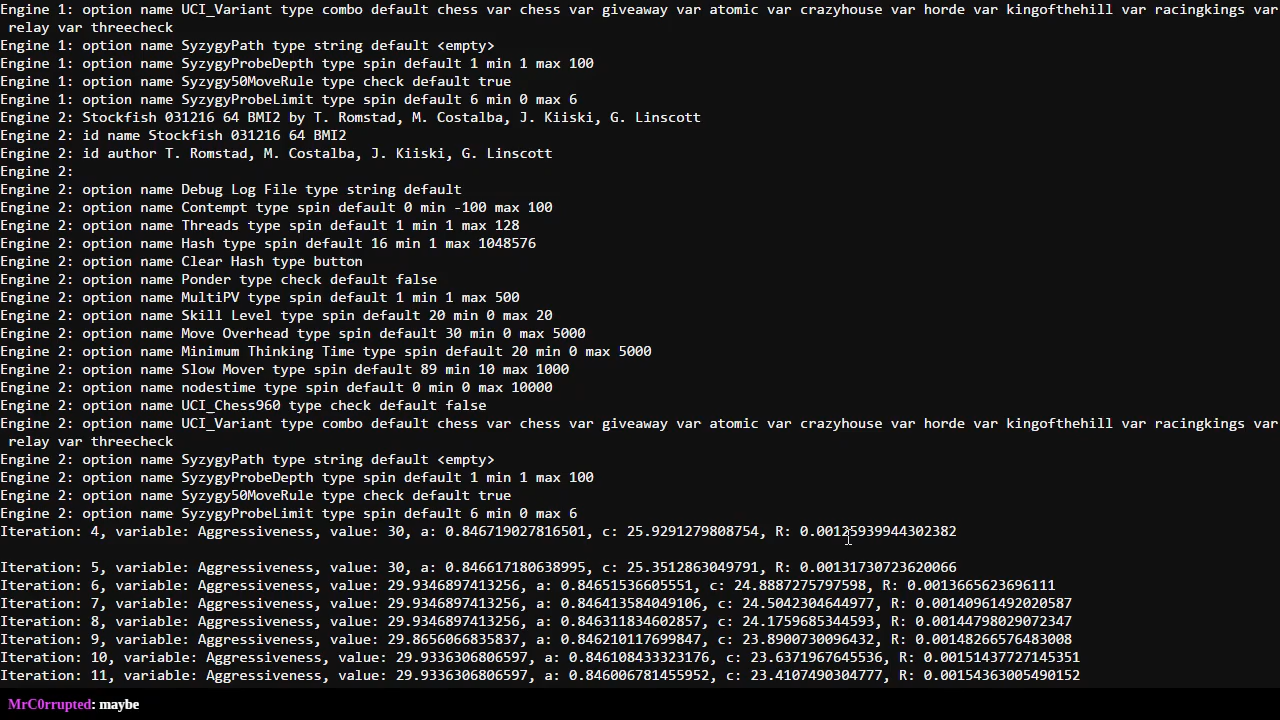 Engine 1: option name UCI_Variant type combo default chess var chess var giveaway var atomic var crazyhouse var horde var kingofthehill var racingkings var
relay var threecheck
Engine 1: option name SyzygyPath type string default <empty>
Engine 1: option name SyzygyProbeDepth type spin default 1 min 1 max 100
Engine 1: option name Syzygy50MoveRule type check default true
Engine 1: option name SyzygyProbeLimit type spin default 6 min 0 max 6
Engine 2: Stockfish 031216 64 BMI2 by T. Romstad, M. Costalba, J. Kiiski, G. Linscott
Engine 2: id name Stockfish 031216 64 BMI2
Engine 2: id author T. Romstad, M. Costalba, J. Kiiski, G. Linscott
Engine 2:
Engine 2: option name Debug Log File type string default
Engine 2: option name Contempt type spin default 0 min -100 max 100
Engine 2: option name Threads type spin default 1 min 1 max 128
Engine 2: option name Hash type spin default 16 min 1 max 1048576
Engine 2: option name Clear Hash type button
Engine 2: option name Ponder type check default false
Engine 2: option name MultiPV type spin default 1 min 1 max 500
Engine 2: option name Skill Level type spin default 20 min 0 max 20
Engine 2: option name Move Overhead type spin default 30 min 0 max 5000
Engine 2: option name Minimum Thinking Time type spin default 20 min 0 max 5000
Engine 2: option name Slow Mover type spin default 89 min 10 max 1000
Engine 2: option name nodestime type spin default 0 min 0 max 10000
Engine 2: option name UCI_Chess960 type check default false
Engine 2: option name UCI_Variant type combo default chess var chess var giveaway var atomic var crazyhouse var horde var kingofthehill var racingkings var
relay var threecheck
Engine 2: option name SyzygyPath type string default <empty>
Engine 2: option name SyzygyProbeDepth type spin default 1 min 1 max 100
Engine 2: option name Syzygy50MoveRule type check default true
Engine 2: option name SyzygyProbeLimit type spin default 6 min 0 max 6
Iteration: 4, variable: Aggressiveness, value: 30, a: 0.846719027816501, c: 25.9291279808754, R: 0.00125939944302382
Iteration: 5, variable: Aggressiveness, value: 30, a: 0.846617180638995, c: 25.3512863049791, R: 0.00131730723620066
Iteration: 6, variable: Aggressiveness, value: 29.9346897413256, a: 0.84651536605551, c: 24.8887275797598, R: 0.0013665623696111
Iteration: 7, variable: Aggressiveness, value: 29.9346897413256, a: 0.846413584049106, c: 24.5042304644977, R: 0.00140961492020587
Iteration: 8, variable: Aggressiveness, value: 29.9346897413256, a: 0.846311834602857, c: 24.1759685344593, R: 0.00144798029072347
Iteration: 9, variable: Aggressiveness, value: 29.8656066835837, a: 0.846210117699847, c: 23.8900730096432, R: 0.00148266576483008
Iteration: 10, variable: Aggressiveness, value: 29.9336306806597, a: 0.846108433323176, c: 23.6371967645536, R: 0.00151437727145351
Iteration: 11, variable: Aggressiveness, value: 29.9336306806597, a: 0.846006781455952, c: 23.4107490304777, R: 0.00154363005490152
MrC0rrupted: maybe